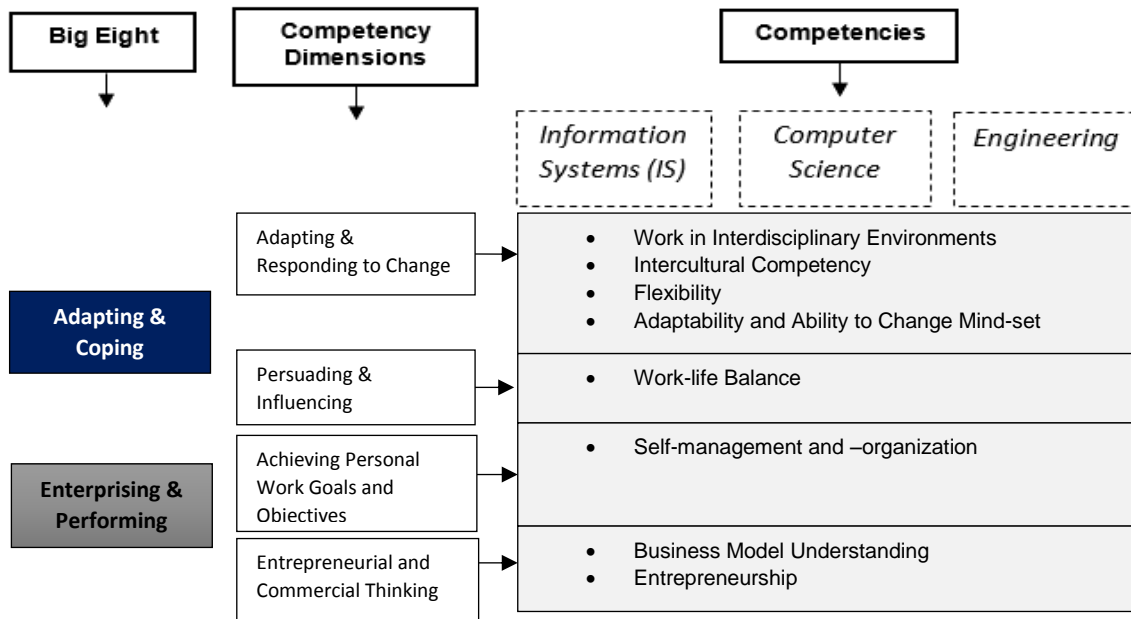 Big Eight
Competency
Dimensions
Competencies
Information
Systems (IS)
Computer
Science
Engineering
Adapting &
Responding to Change
• Work in Interdisciplinary Environments
• Intercultural Competency
• Flexibility
• Adaptability and Ability to Change Mind-set
Adapting &
Coping
Persuading &
Influencing
• Work-life Balance
Achieving Personal
Work Goals and
Objectives
• Self-management and –organization
Enterprising &
Performing
Entrepreneurial and
Commercial Thinking
• Business Model Understanding
• Entrepreneurship